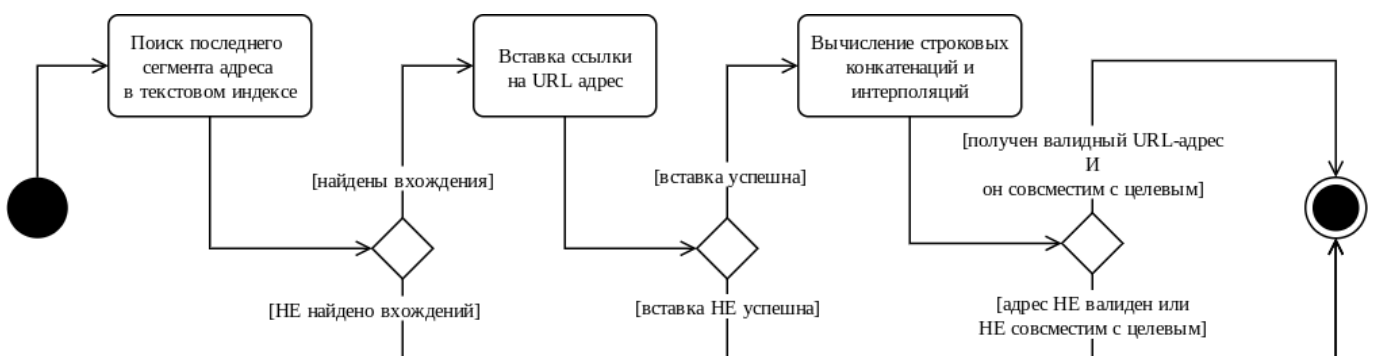 Поиск последнего
сегмента адреса
в текстовом индексе
Вставка ссылки
на URL адрес
Вычисление строковых
конкатенаций и
интерполяций
[найдены вхождения]
[вставка успешна]
[получен валидный URL-адрес
И
он совсместим с целевым]
[НЕ найдено вхождений]
[вставка НЕ успешна]
[адрес НЕ валиден или
НЕ совсместим с целевым]